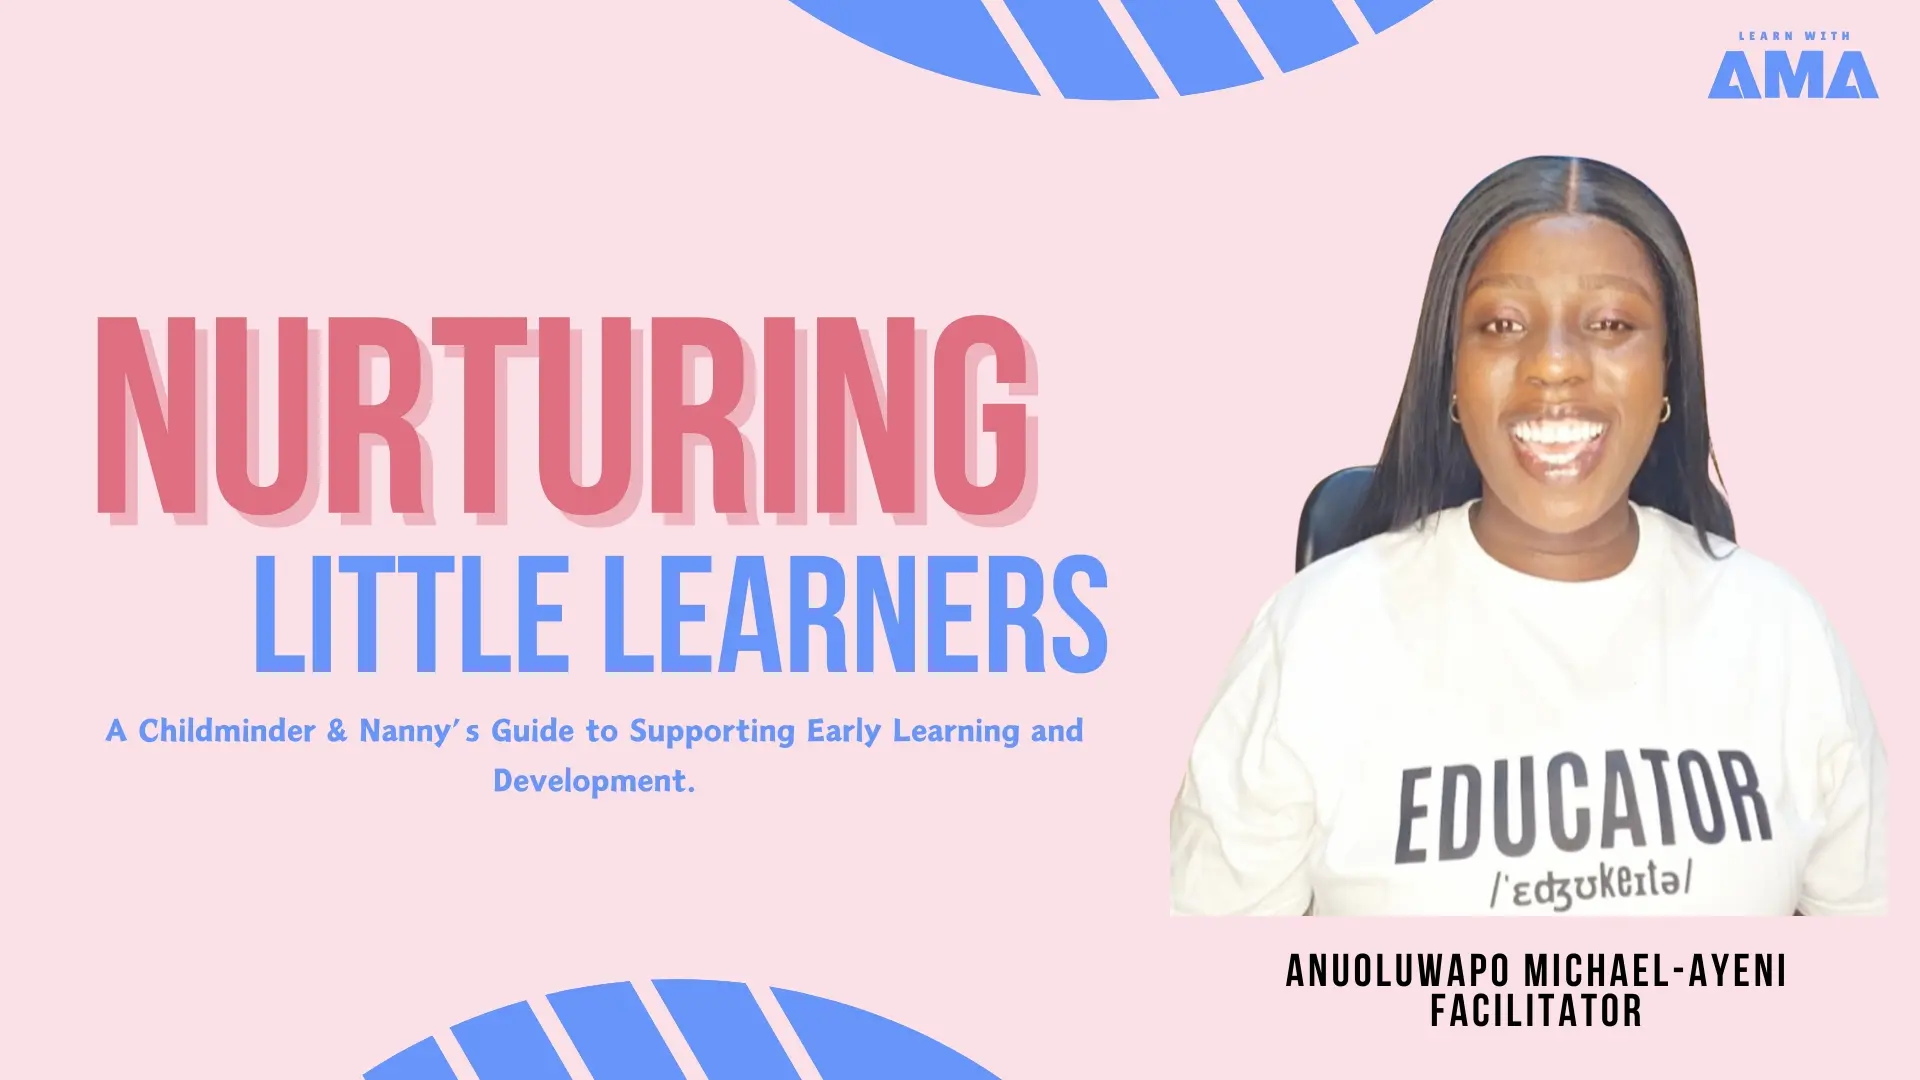 LEARN WITH
AMA
NURTURING
LITTLE LEARNERS
A Childminder & Nanny's Guide to Supporting Early Learning and
Development.
EDUCATOR
/ˈɛdʒʊkeɪtə/
ANUOLUWAPO MICHAEL-AYENI
FACILITATOR